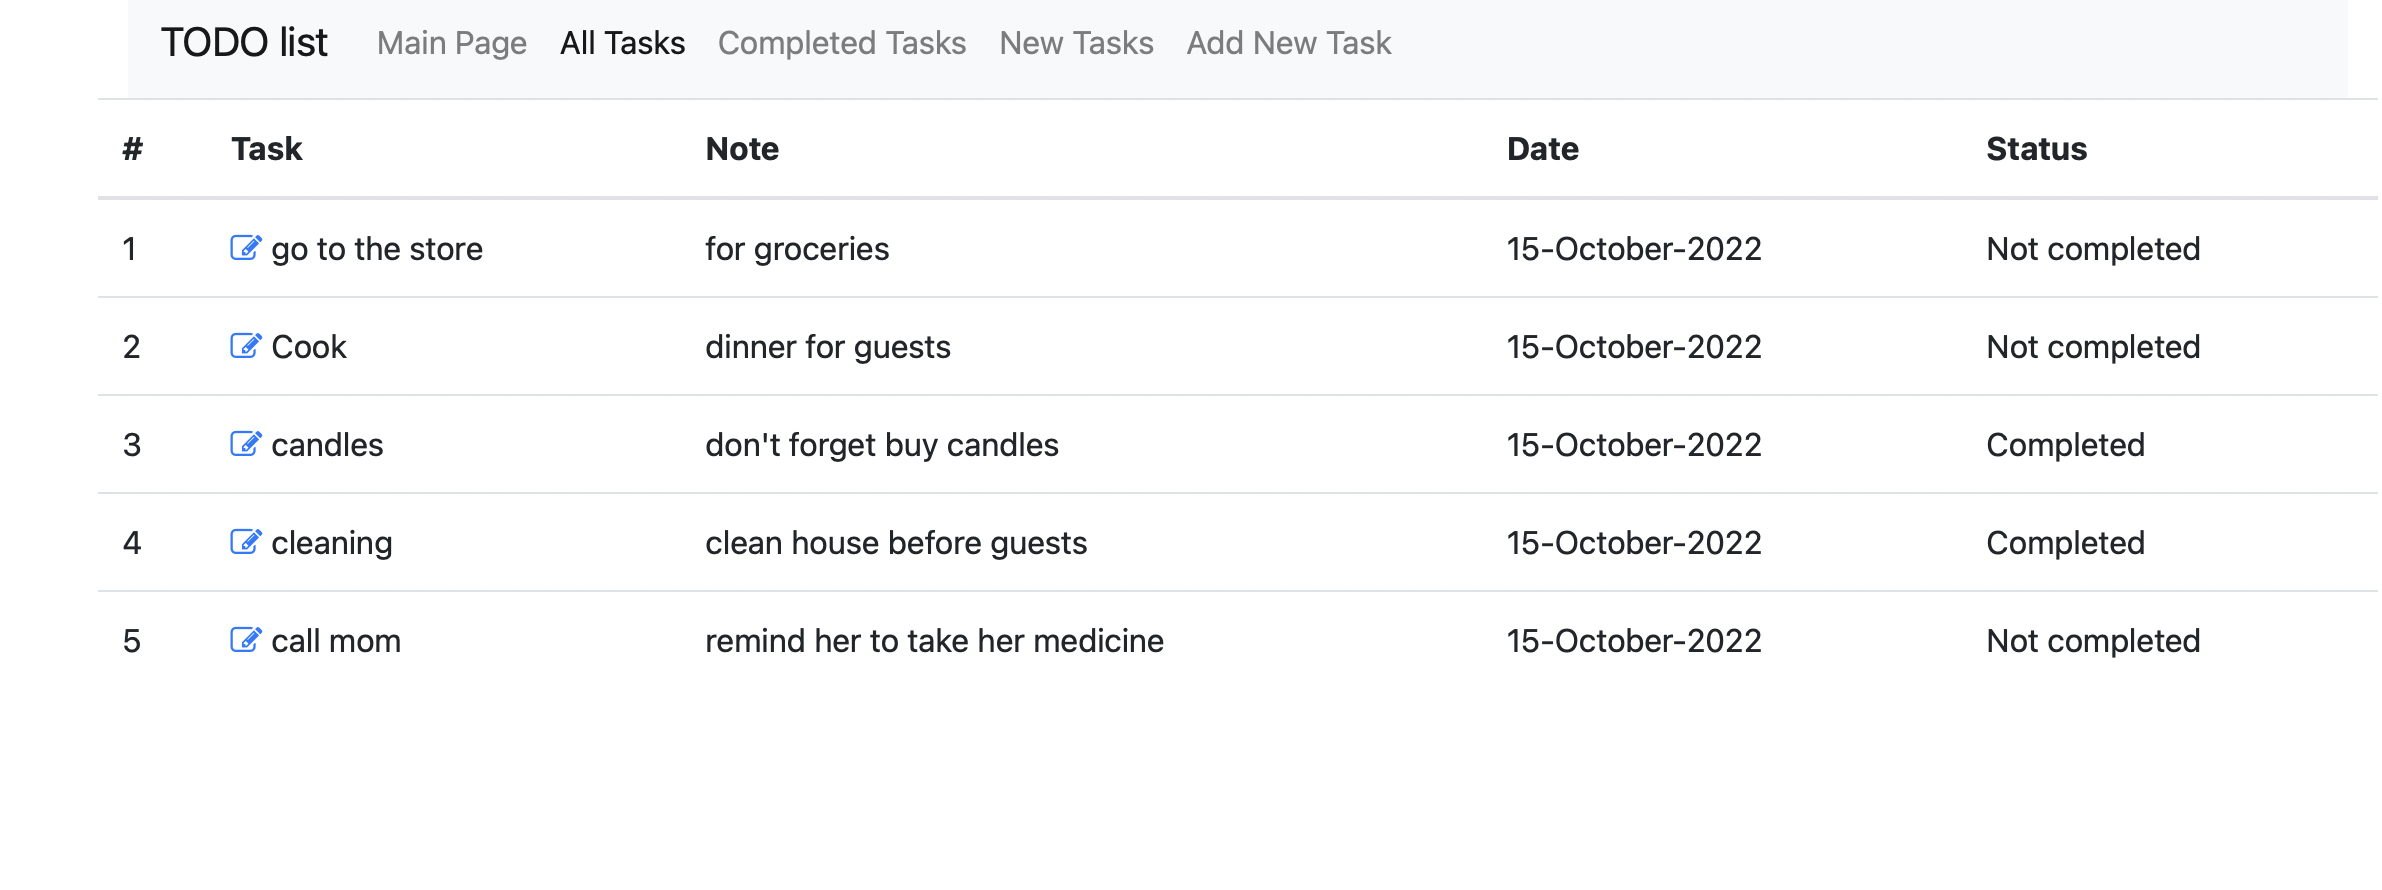 TODO list Main Page All Tasks Completed Tasks New Tasks Add New Task
# Task Note Date Status
1 go to the store for groceries 15-October-2022 Not completed
2 Cook dinner for guests 15-October-2022 Not completed
3 candles don't forget buy candles 15-October-2022 Completed
4 cleaning clean house before guests 15-October-2022 Completed
5 call mom remind her to take her medicine 15-October-2022 Not completed